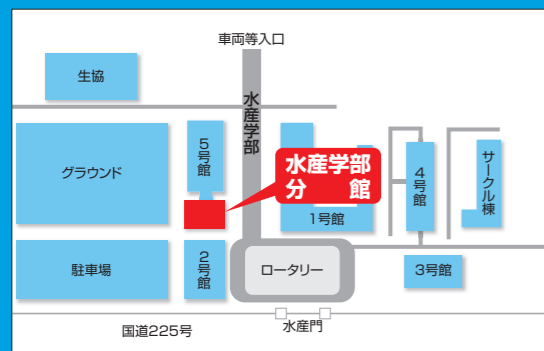 車両等入口
生協
水産学部
5号館
グラウンド
水産学部
分　館
1号館
4号館
サークル棟
駐車場
2号館
ロータリー
3号館
国道225号
水産門